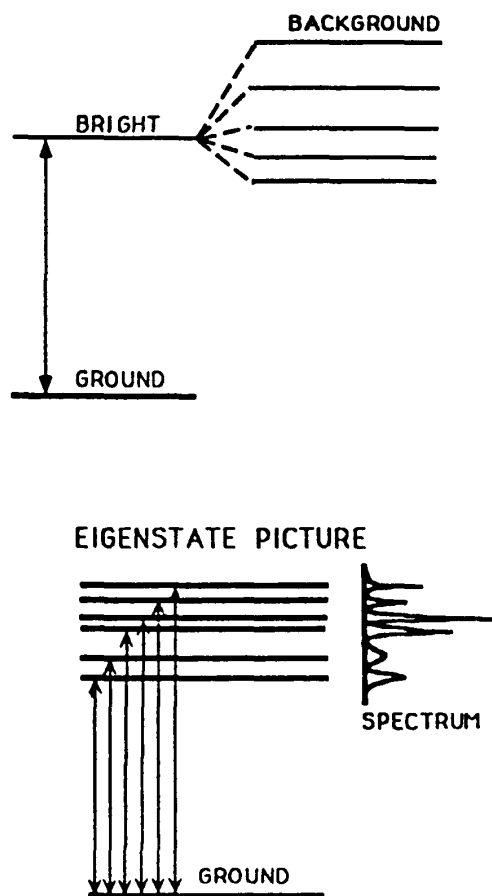 BACKGROUND
BRIGHT
GROUND
EIGENSTATE PICTURE
SPECTRUM
GROUND